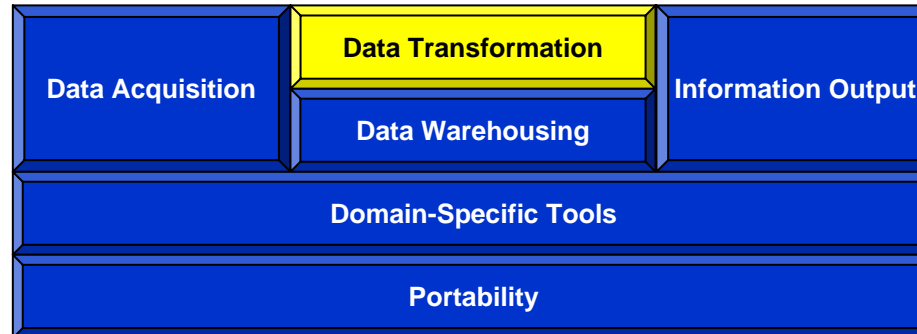 Data Transformation
Data Acquisition
Information Output
Data Warehousing
Domain-Specific Tools
Portability